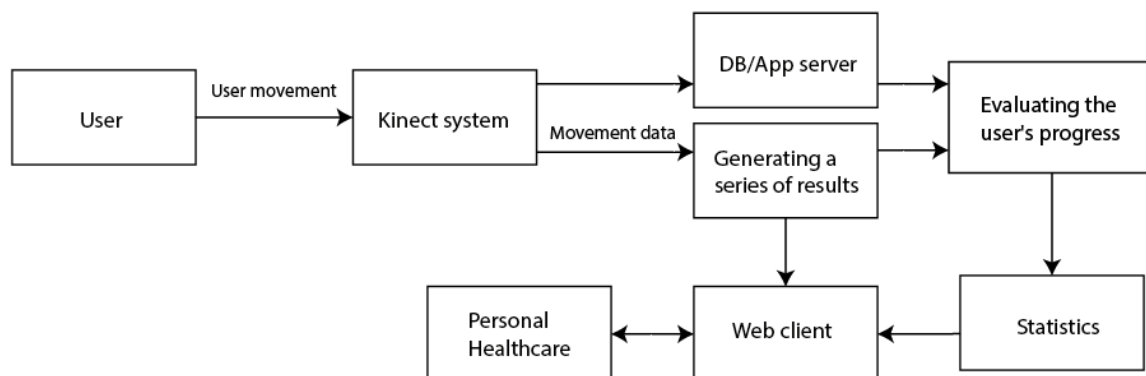 User
User movement
Kinect system
Movement data
DB/App server
Generating a
series of results
Evaluating the
user's progress
Personal
Healthcare
Web client
Statistics